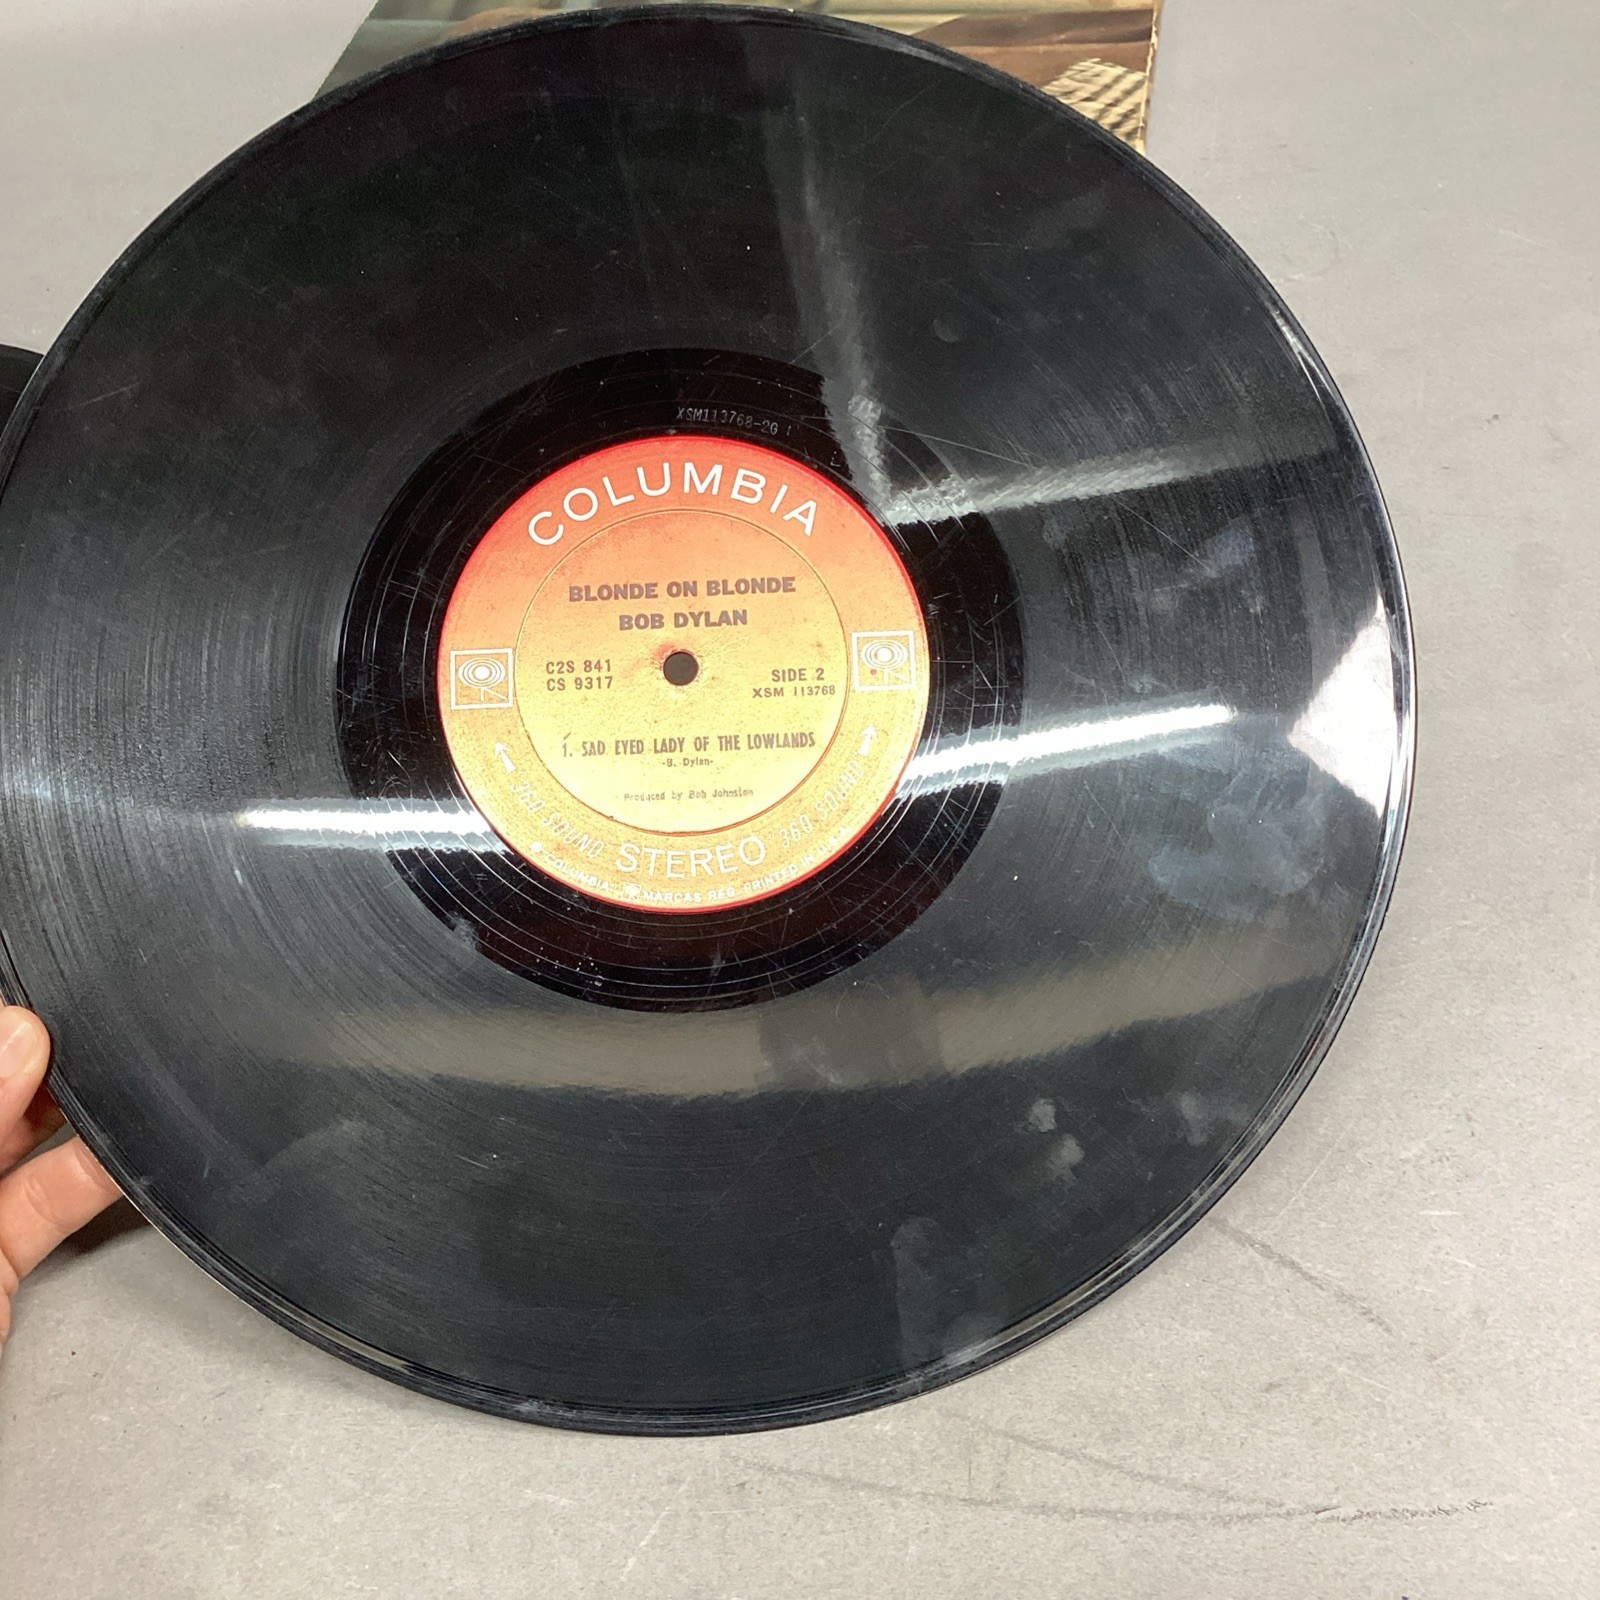 XSM113768-2G
COLUMBIA
BLONDE ON BLONDE
BOB DYLAN
C2S 841
CS 9317
SIDE 2
XSM 113768
1. SAD EYED LADY OF THE LOWLANDS
-B. Dylan-
Produced by Bob Johnston
360 SOUND STEREO 360 SOUND
COLUMBIA MARCAS REG. PRINTED IN U.S.A.